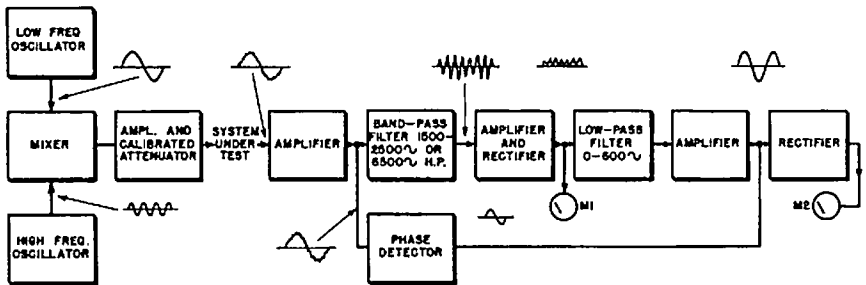 LOW FREQ
OSCILLATOR
MIXER
HIGH FREQ.
OSCILLATOR
AMPL. AND
CALIBRATED
ATTENUATOR
SYSTEM
UNDER
TEST
AMPLIFIER
BAND-PASS
FILTER 1500-
2500~ OR
6500~ H.P.
AMPLIFIER
AND
RECTIFIER
M1
LOW-PASS
FILTER
0-600~
AMPLIFIER
RECTIFIER
M2
PHASE
DETECTOR